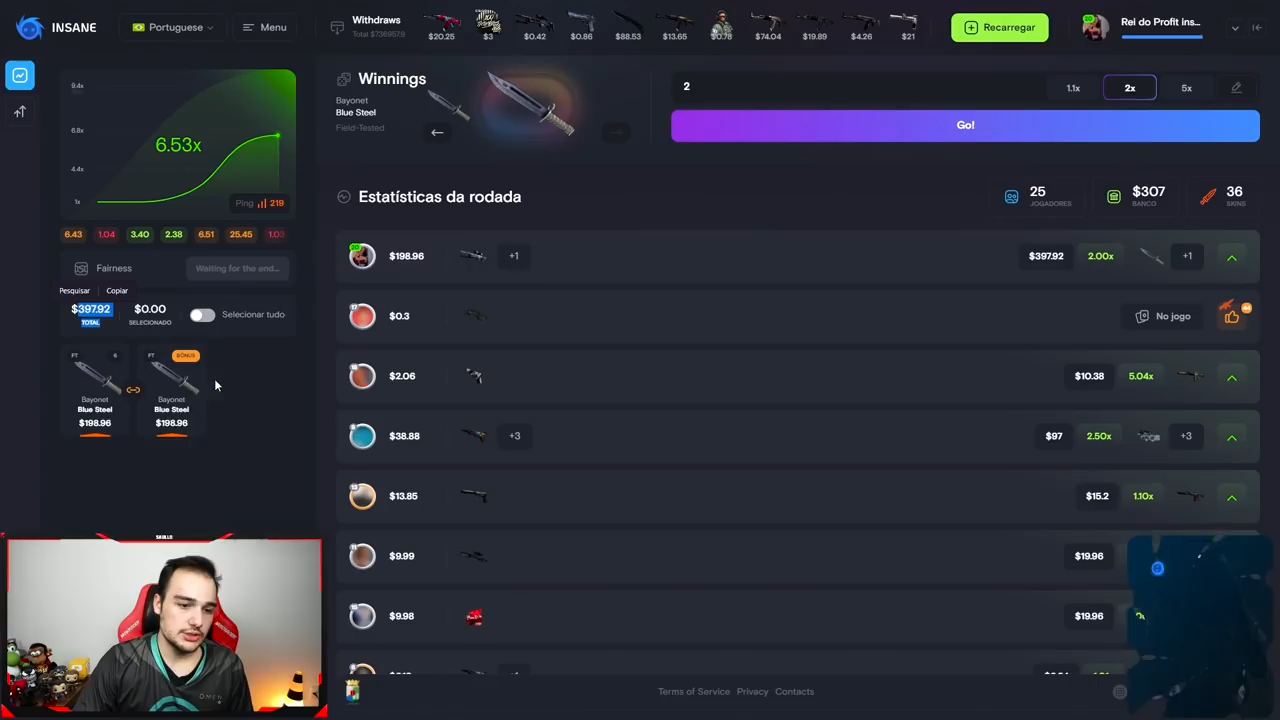 INSANE
Portuguese
Menu
Withdraws
Total $7369578
$20.25
$3
$0.42
$0.86
$88.53
$13.65
$0.78
$74.04
$19.89
$4.26
$21
Recarregar
20
Rei do Profit ins...
9.4x
6.8x
4.4x
1x
6.53x
Ping 219
6.43 1.04 3.40 2.38 6.51 25.45 1.03
Fairness
Waiting for the end...
Pesquisar Copiar
$397.92
TOTAL
$0.00
SELECIONADO
Selecionar tudo
FT 6
Bayonet
Blue Steel
$198.96
FT BÔNUS
Bayonet
Blue Steel
$198.96
Winnings
Bayonet
Blue Steel
Field-Tested
2
1.1x
2x
5x
Go!
Estatísticas da rodada
25
JOGADORES
$307
BANCO
36
SKINS
20 $198.96 +1 $397.92 2.00x +1
$0.3 No jogo
$2.06 $10.38 5.04x
$38.88 +3 $97 2.50x +3
$13.85 $15.2 1.10x
$9.99 $19.96
$9.98 $19.96
Terms of Service Privacy Contacts
OMEN